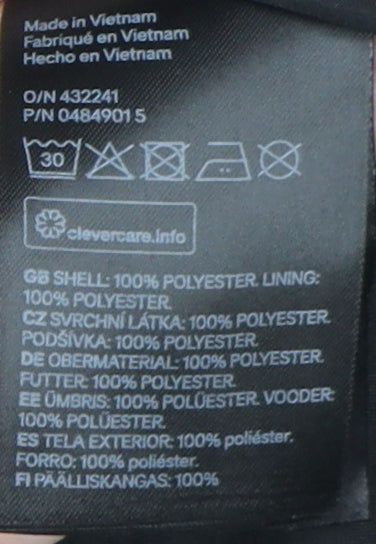 Made in Vietnam
Fabriqué en Vietnam
Hecho en Vietnam
O/N 432241
P/N 0484901 5
30
clevercare.info
GB SHELL: 100% POLYESTER. LINING:
100% POLYESTER.
CZ SVRCHNÍ LÁTKA: 100% POLYESTER.
PODŠÍVKA: 100% POLYESTER.
DE OBERMATERIAL: 100% POLYESTER.
FUTTER: 100% POLYESTER.
EE ÜMBRIS: 100% POLÜESTER. VOODER:
100% POLÜESTER.
ES TELA EXTERIOR: 100% poliéster.
FORRO: 100% poliéster.
FI PÄÄLLISKANGAS: 100%